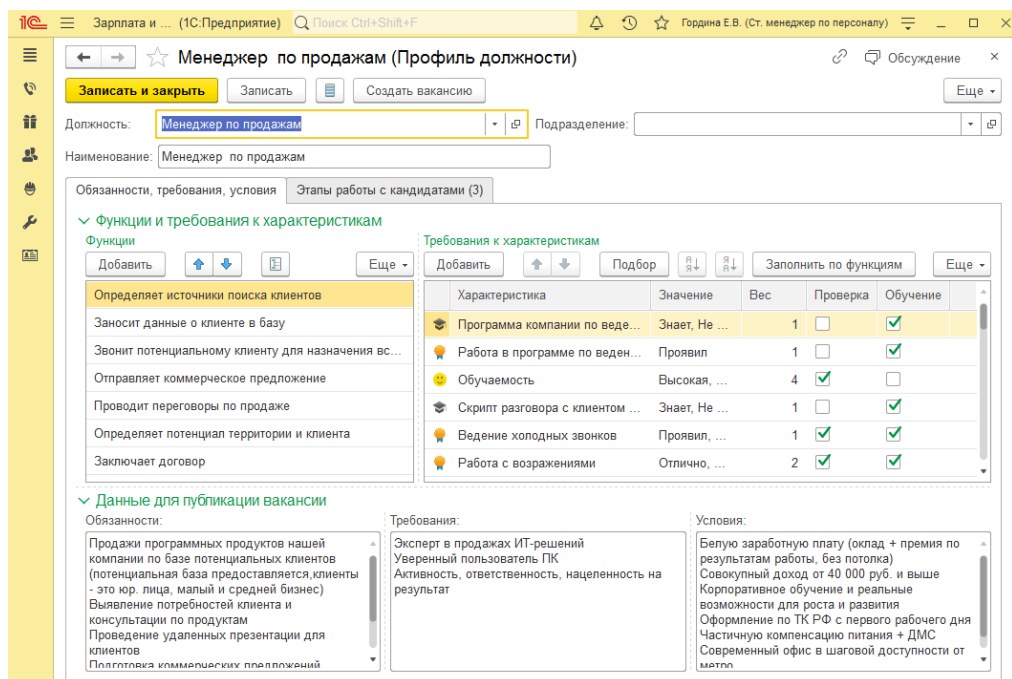 1С Зарплата и ... (1С:Предприятие) Поиск Ctrl+Shift+F Гордина Е.В. (Ст. менеджер по персоналу)
Менеджер  по продажам (Профиль должности) Обсуждение
Записать и закрыть Записать Создать вакансию Еще
Должность: Менеджер по продажам Подразделение:
Наименование: Менеджер  по продажам
Обязанности, требования, условия Этапы работы с кандидатами (3)
Функции и требования к характеристикам
Функции
Добавить Еще
Определяет источники поиска клиентов
Заносит данные о клиенте в базу
Звонит потенциальному клиенту для назначения вс...
Отправляет коммерческое предложение
Проводит переговоры по продаже
Определяет потенциал территории и клиента
Заключает договор
Требования к характеристикам
Добавить Подбор Заполнить по функциям Еще
Характеристика Значение Вес Проверка Обучение
Программа компании по веде... Знает, Не ... 1
Работа в программе по веден... Проявил 1
Обучаемость Высокая, ... 4
Скрипт разговора с клиентом ... Знает, Не ... 1
Ведение холодных звонков Проявил, ... 1
Работа с возражениями Отлично, ... 2
Данные для публикации вакансии
Обязанности:
Продажи программных продуктов нашей
компании по базе потенциальных клиентов
(потенциальная база предоставляется,клиенты
- это юр. лица, малый и средней бизнес)
Выявление потребностей клиента и
консультации по продуктам
Проведение удаленных презентации для
клиентов
Подготовка коммерческих предложений
Требования:
Эксперт в продажах ИТ-решений
Уверенный пользователь ПК
Активность, ответственность, нацеленность на
результат
Условия:
Белую заработную плату (оклад + премия по
результатам работы, без потолка)
Совокупный доход от 40 000 руб. и выше
Корпоративное обучение и реальные
возможности для роста и развития
Оформление по ТК РФ с первого рабочего дня
Частичную компенсацию питания + ДМС
Современный офис в шаговой доступности от
метро